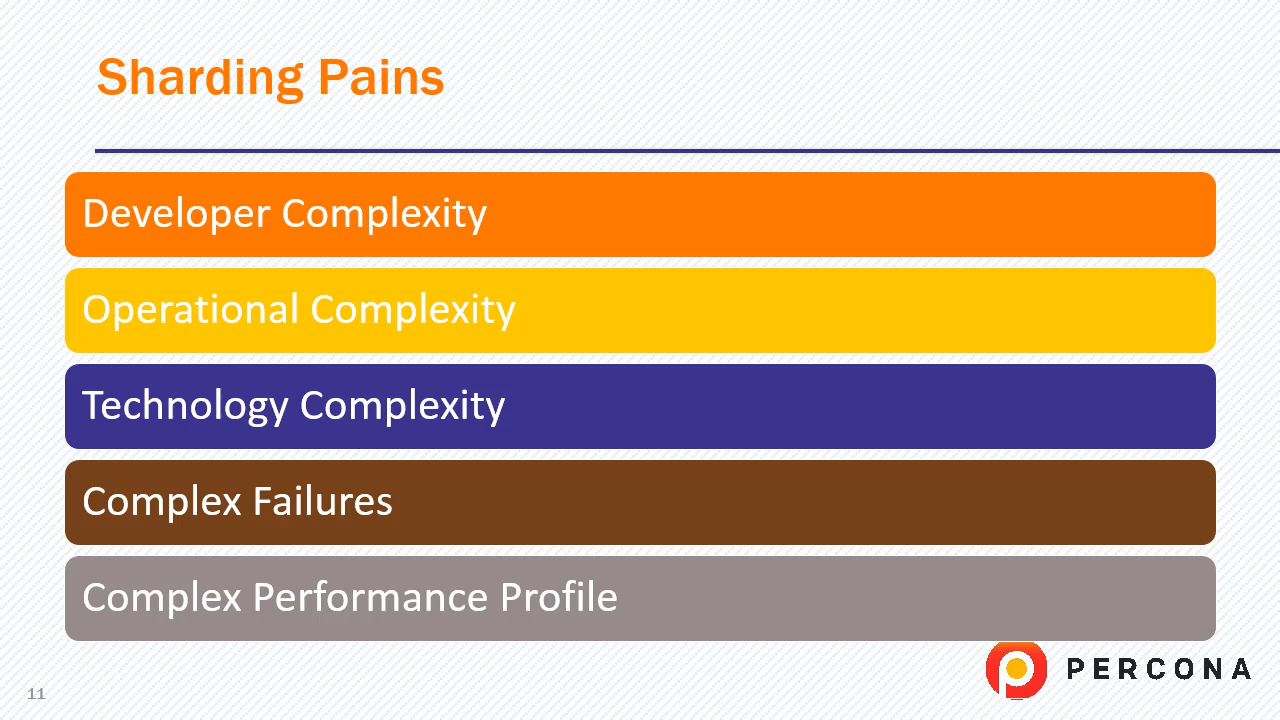 Sharding Pains
Developer Complexity
Operational Complexity
Technology Complexity
Complex Failures
Complex Performance Profile
PERCONA
11